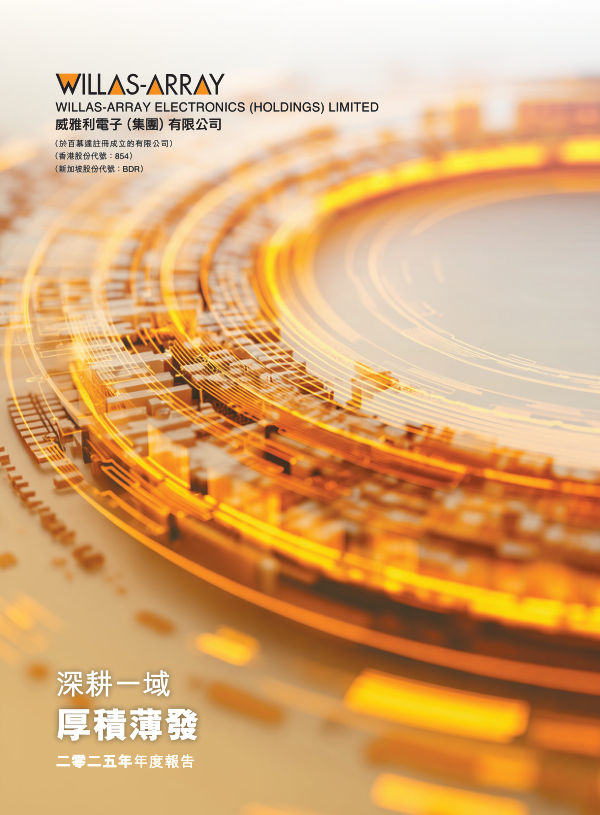 WILLAS-ARRAY
WILLAS-ARRAY ELECTRONICS (HOLDINGS) LIMITED
威雅利電子（集團）有限公司
（於百慕達註冊成立的有限公司）
（香港股份代號：854）
（新加坡股份代號：BDR）
深耕一域
厚積薄發
二零二五年年度報告